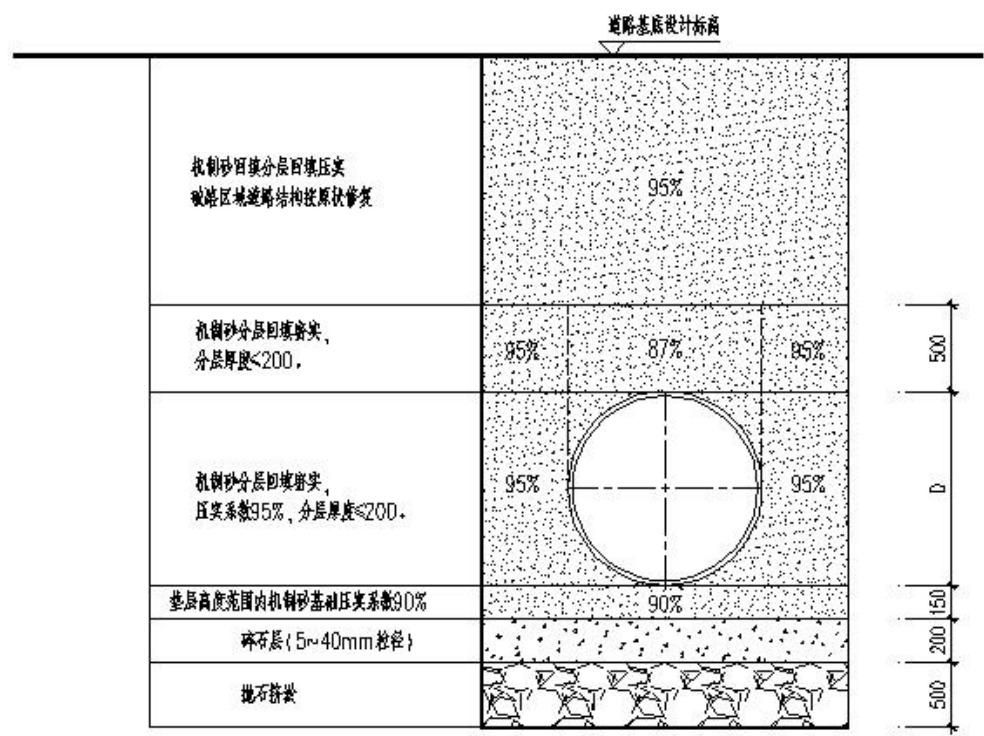 道路基底设计标高
机制砂回填分层回填压实
破路区域道路结构按原状修复
95%
机制砂分层回填密实,
分层厚度≤200。
95%
87%
95%
500
机制砂分层回填密实,
压实系数95%,分层厚度≤200。
95%
95%
D
垫层高度范围内机制砂基础压实系数90%
90%
150
碎石层(5~40mm粒径)
200
抛石挤淤
500